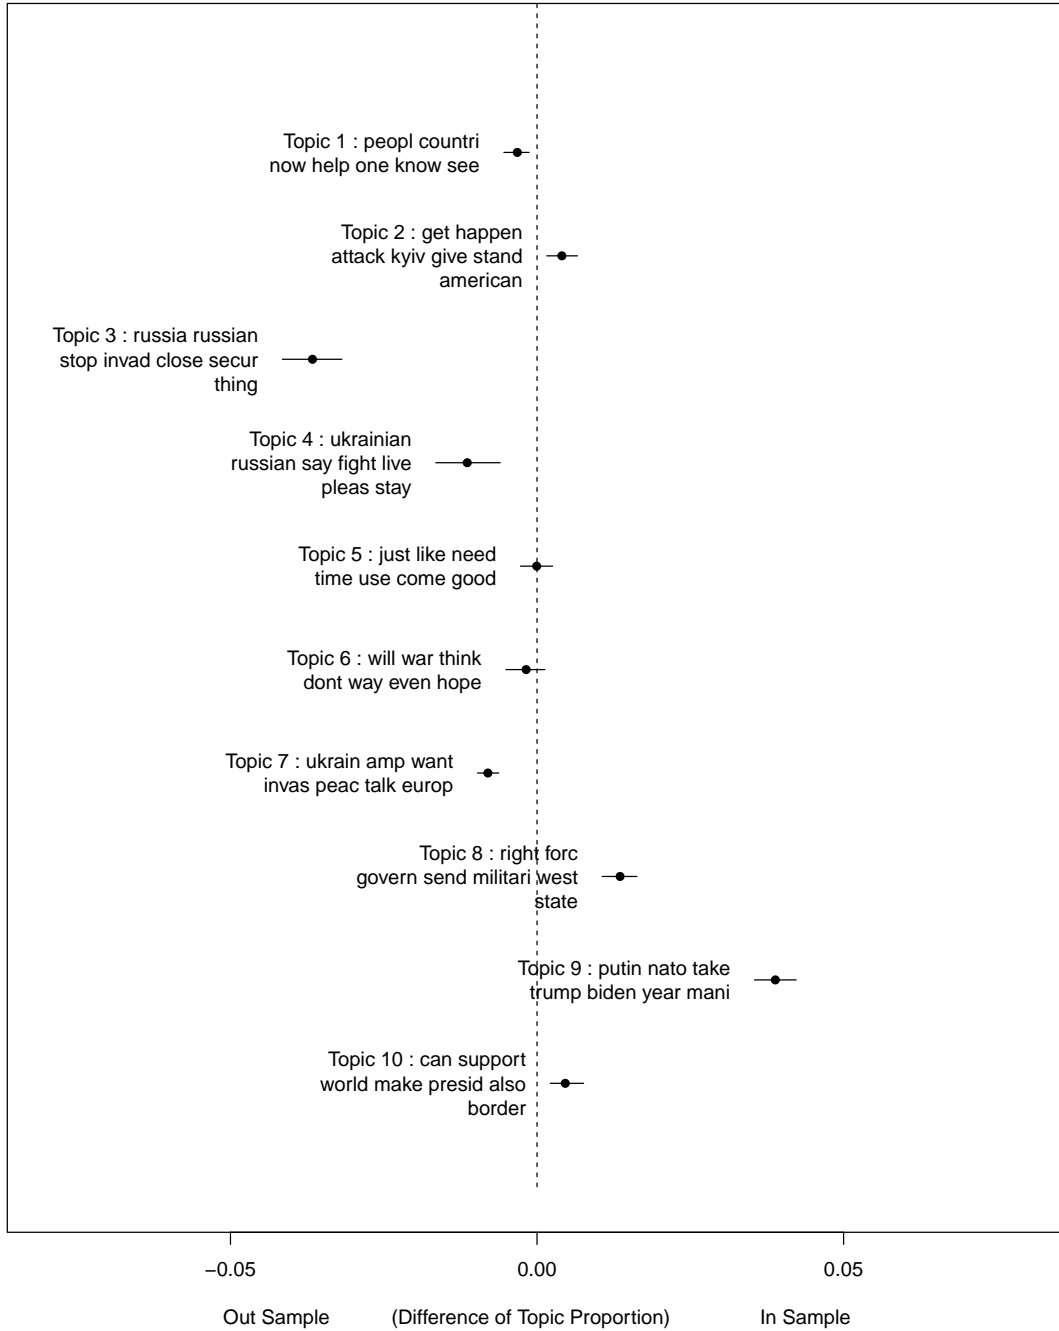 Topic 1 : peopl countri
now help one know see
Topic 2 : get happen
attack kyiv give stand
american
Topic 3 : russia russian
stop invad close secur
thing
Topic 4 : ukrainian
russian say fight live
pleas stay
Topic 5 : just like need
time use come good
Topic 6 : will war think
dont way even hope
Topic 7 : ukrain amp want
invas peac talk europ
Topic 8 : right forc
govern send militari west
state
Topic 9 : putin nato take
trump biden year mani
Topic 10 : can support
world make presid also
border
−0.05 0.00 0.05
Out Sample (Difference of Topic Proportion) In Sample